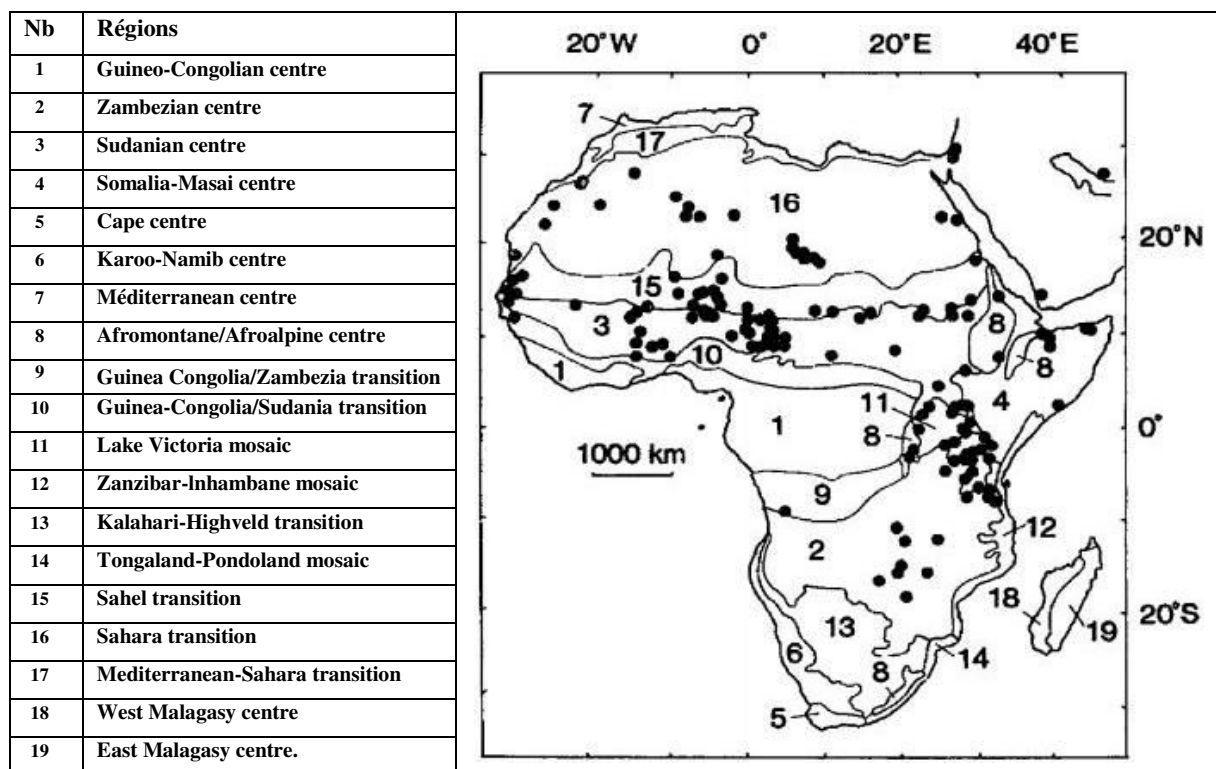 Nb Régions
1 Guineo-Congolian centre
2 Zambezian centre
3 Sudanian centre
4 Somalia-Masai centre
5 Cape centre
6 Karoo-Namib centre
7 Méditerranean centre
8 Afromontane/Afroalpine centre
9 Guinea Congolia/Zambezia transition
10 Guinea-Congolia/Sudania transition
11 Lake Victoria mosaic
12 Zanzibar-lnhambane mosaic
13 Kalahari-Highveld transition
14 Tongaland-Pondoland mosaic
15 Sahel transition
16 Sahara transition
17 Mediterranean-Sahara transition
18 West Malagasy centre
19 East Malagasy centre.
20°W 0° 20°E 40°E
7
17
16
20°N
15
3
8
10
8
1
4
11
1
8
0°
1000 km
9
12
2
18
19
20°S
13
6
14
8
5